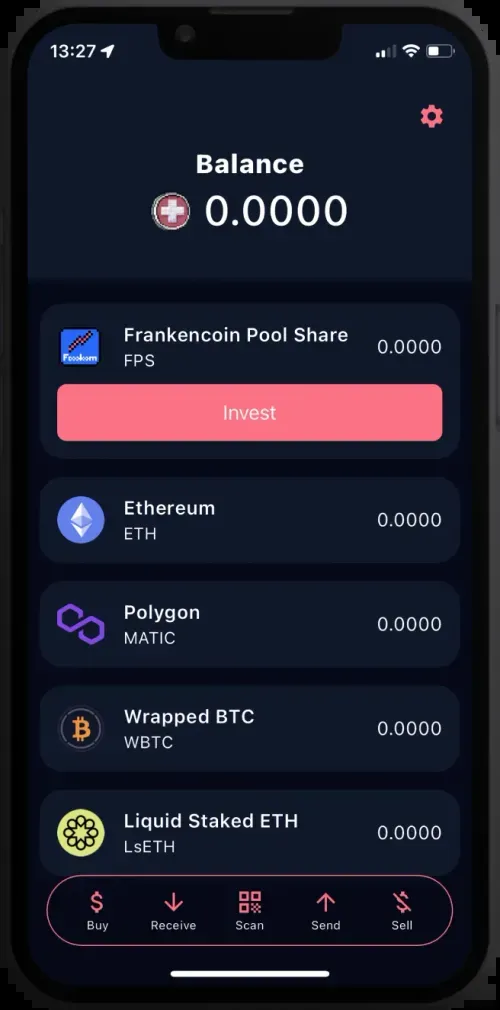 13:27
Balance
0.0000
Frankencoin Pool Share
FPS
0.0000
Invest
Ethereum
ETH
0.0000
Polygon
MATIC
0.0000
Wrapped BTC
WBTC
0.0000
Liquid Staked ETH
LsETH
0.0000
Buy Receive Scan Send Sell